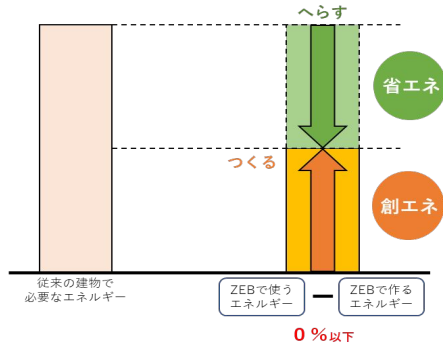 へらす
省エネ
つくる
創エネ
従来の建物で
必要なエネルギー
ZEBで使う
エネルギー
ー
ZEBで作る
エネルギー
0 %以下